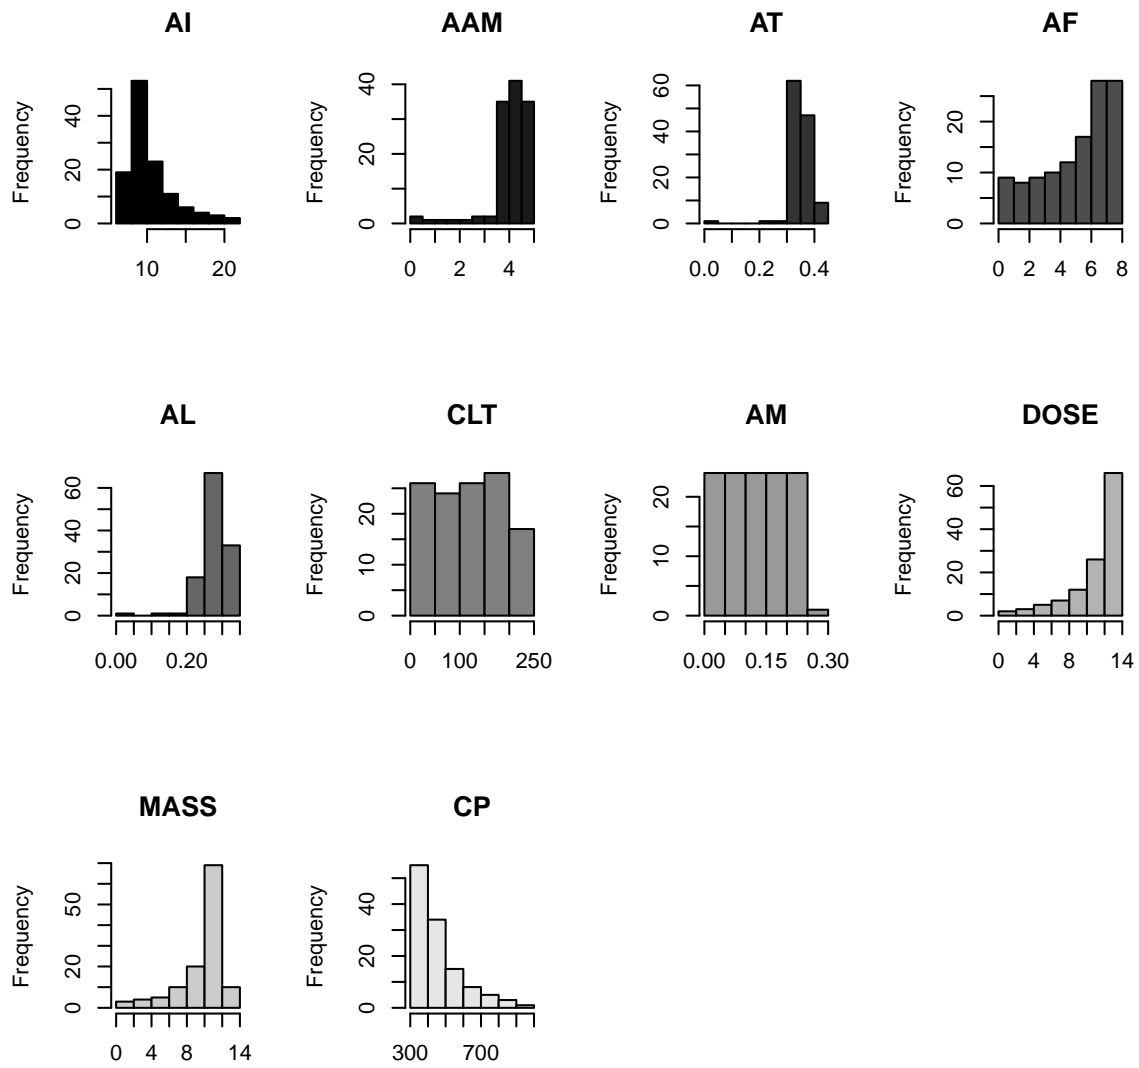 AI
Frequency
0 20 40
10 20
AAM
Frequency
0 20 40
0 2 4
AT
Frequency
0 20 40 60
0.0 0.2 0.4
AF
Frequency
0 10 20
0 2 4 6 8
AL
Frequency
0 20 40 60
0.00 0.20
CLT
Frequency
0 10 20
0 100 250
AM
Frequency
0 10 20
0.00 0.15 0.30
DOSE
Frequency
0 20 40 60
0 4 8 14
MASS
Frequency
0 20 50
0 4 8 14
CP
Frequency
0 20 40
300 700